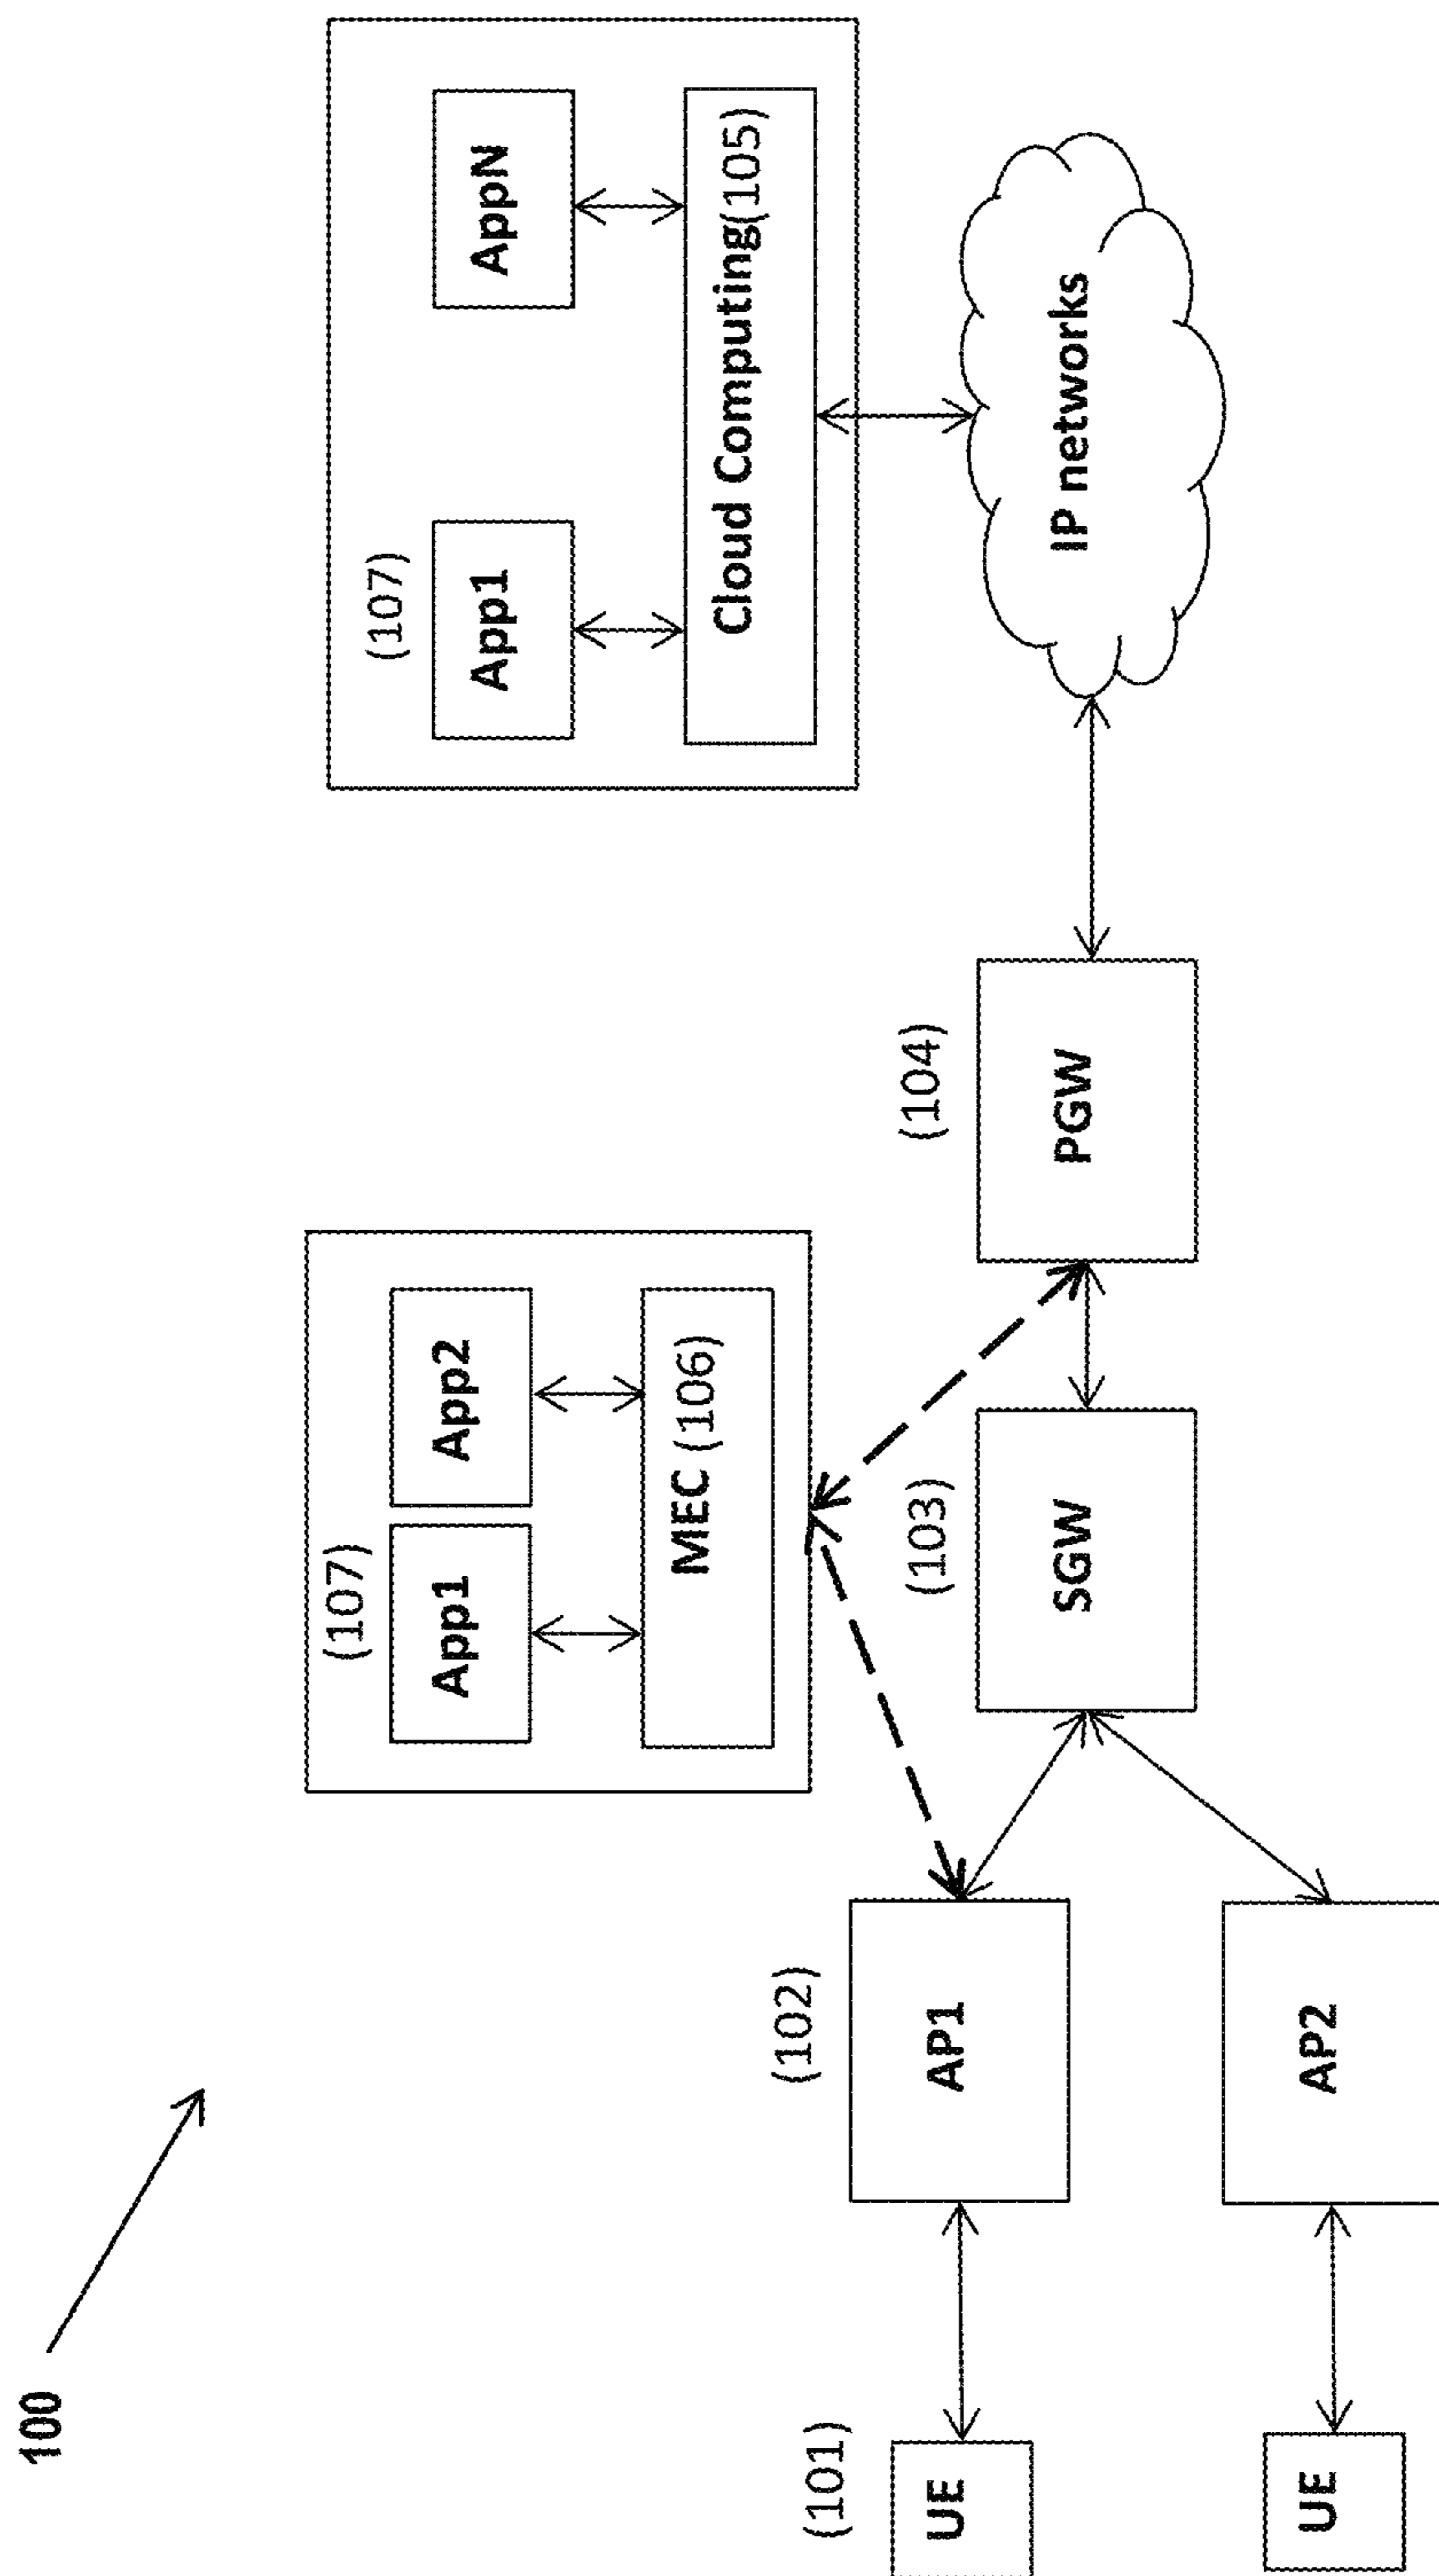 100
(107)
App1
AppN
Cloud Computing(105)
(107)
App1
App2
MEC (106)
IP networks
(104)
PGW
(103)
SGW
(102)
AP1
AP2
(101)
UE
UE